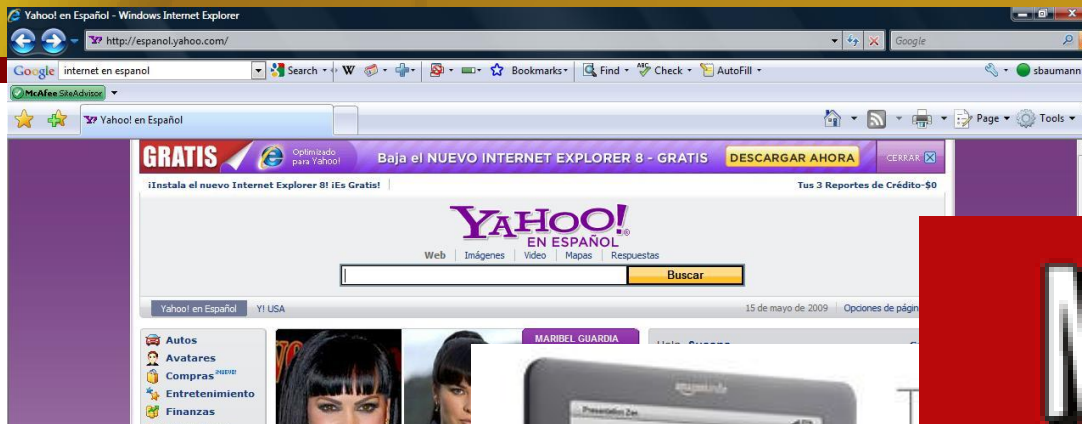 Yahoo! en Español - Windows Internet Explorer
http://espanol.yahoo.com/
Google
Google internet en espanol Search W Bookmarks Find ABC Check AutoFill sbaumann
McAfee SiteAdvisor
Yahoo! en Español Page Tools
GRATIS Optimizado para Yahoo! Baja el NUEVO INTERNET EXPLORER 8 - GRATIS DESCARGAR AHORA CERRAR X
¡Instala el nuevo Internet Explorer 8! ¡Es Gratis! Tus 3 Reportes de Crédito-$0
YAHOO!
EN ESPAÑOL
Web Imágenes Video Mapas Respuestas
Buscar
Yahoo! en Español Y! USA 15 de mayo de 2009 Opciones de págin
Autos
MARIBEL GUARDIA
Avatares
Compras ¡NUEVO!
Entretenimiento
Finanzas
amazonkindle
Presentation Zen